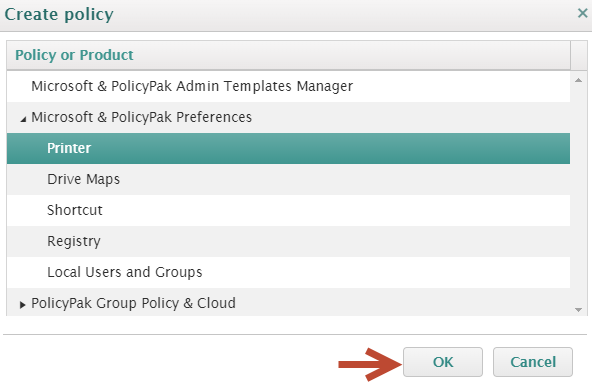 Create policy
Policy or Product
Microsoft & PolicyPak Admin Templates Manager
Microsoft & PolicyPak Preferences
Printer
Drive Maps
Shortcut
Registry
Local Users and Groups
PolicyPak Group Policy & Cloud
OK Cancel